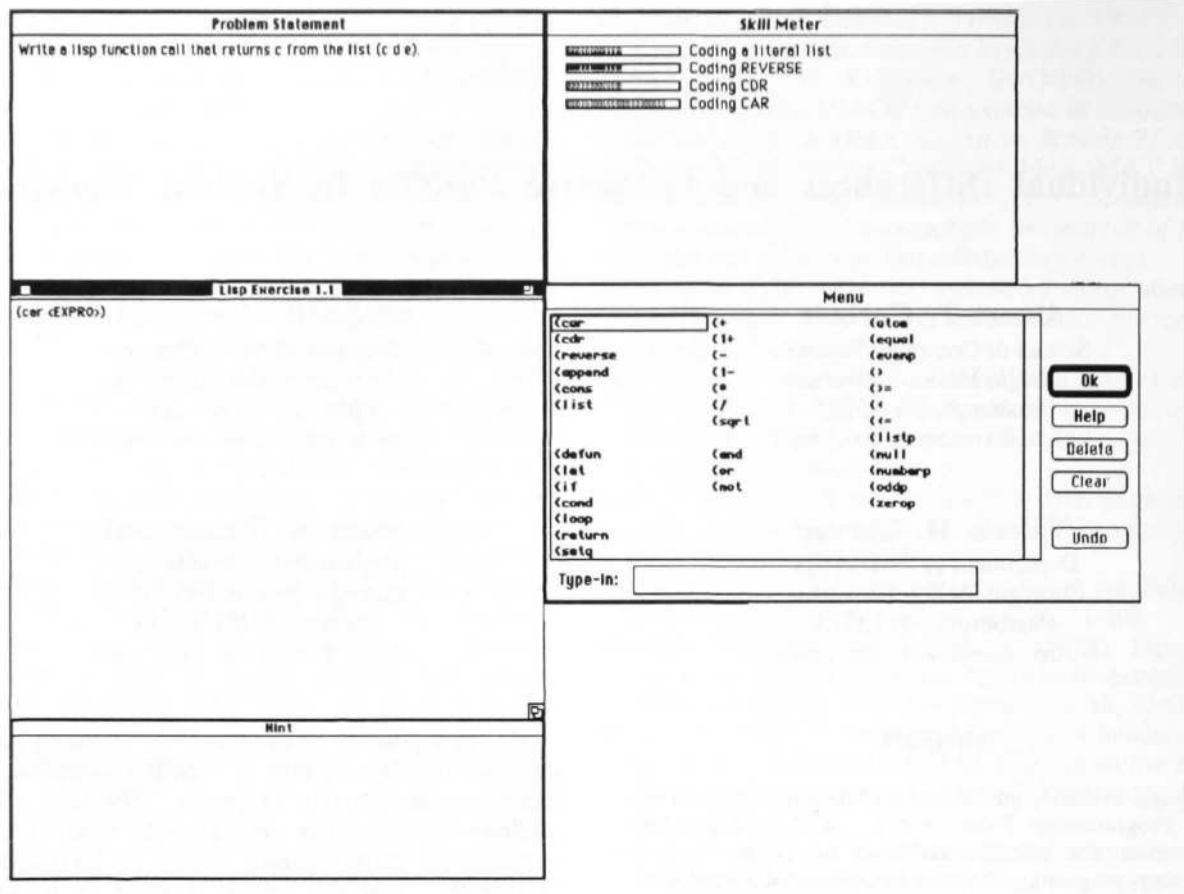 Problem Statement
Write a lisp function call that returns c from the list (c d e).
Skill Meter
Coding a literal list
Coding REVERSE
Coding CDR
Coding CAR
Lisp Exercise 1.1
(car <EXPR0>)
Menu
(car (+ (atom
(cdr (1+ (equal
(reverse (- (evenp
(append (1- (>
(cons (* (>=
(list (/ (<
(sqrt (<=
(listp
(defun (and (null
(let (or (numberp
(if (not (oddp
(cond (zerop
(loop
(return
(setq
Ok
Help
Delete
Clear
Undo
Type-in:
Hint